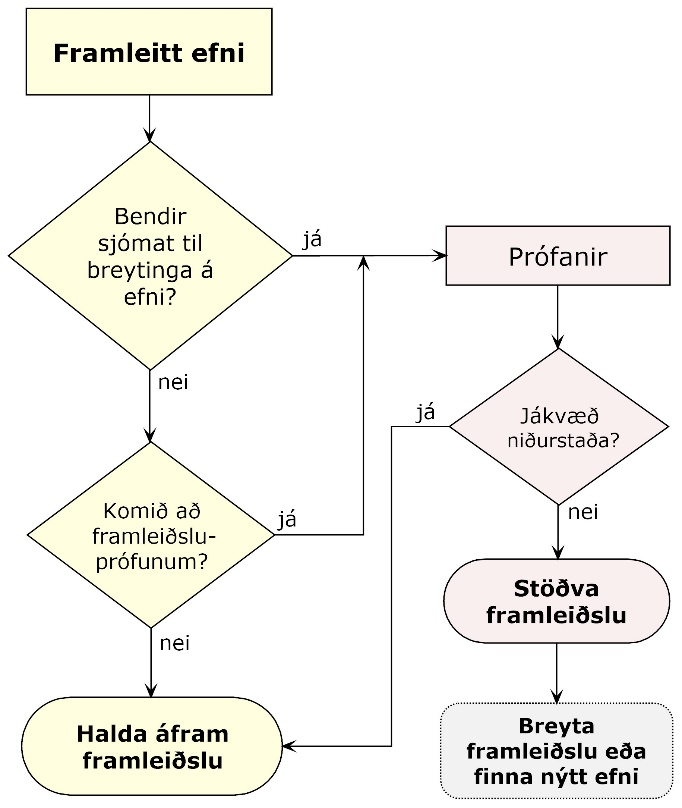 Framleitt efni
Bendir
sjómat til
breytinga á
efni?
já
Prófanir
nei
Jákvæð
niðurstaða?
já
Komið að
framleiðslu-
prófunum?
já
nei
Stöðva
framleiðslu
nei
Halda áfram
framleiðslu
Breyta
framleiðslu eða
finna nýtt efni